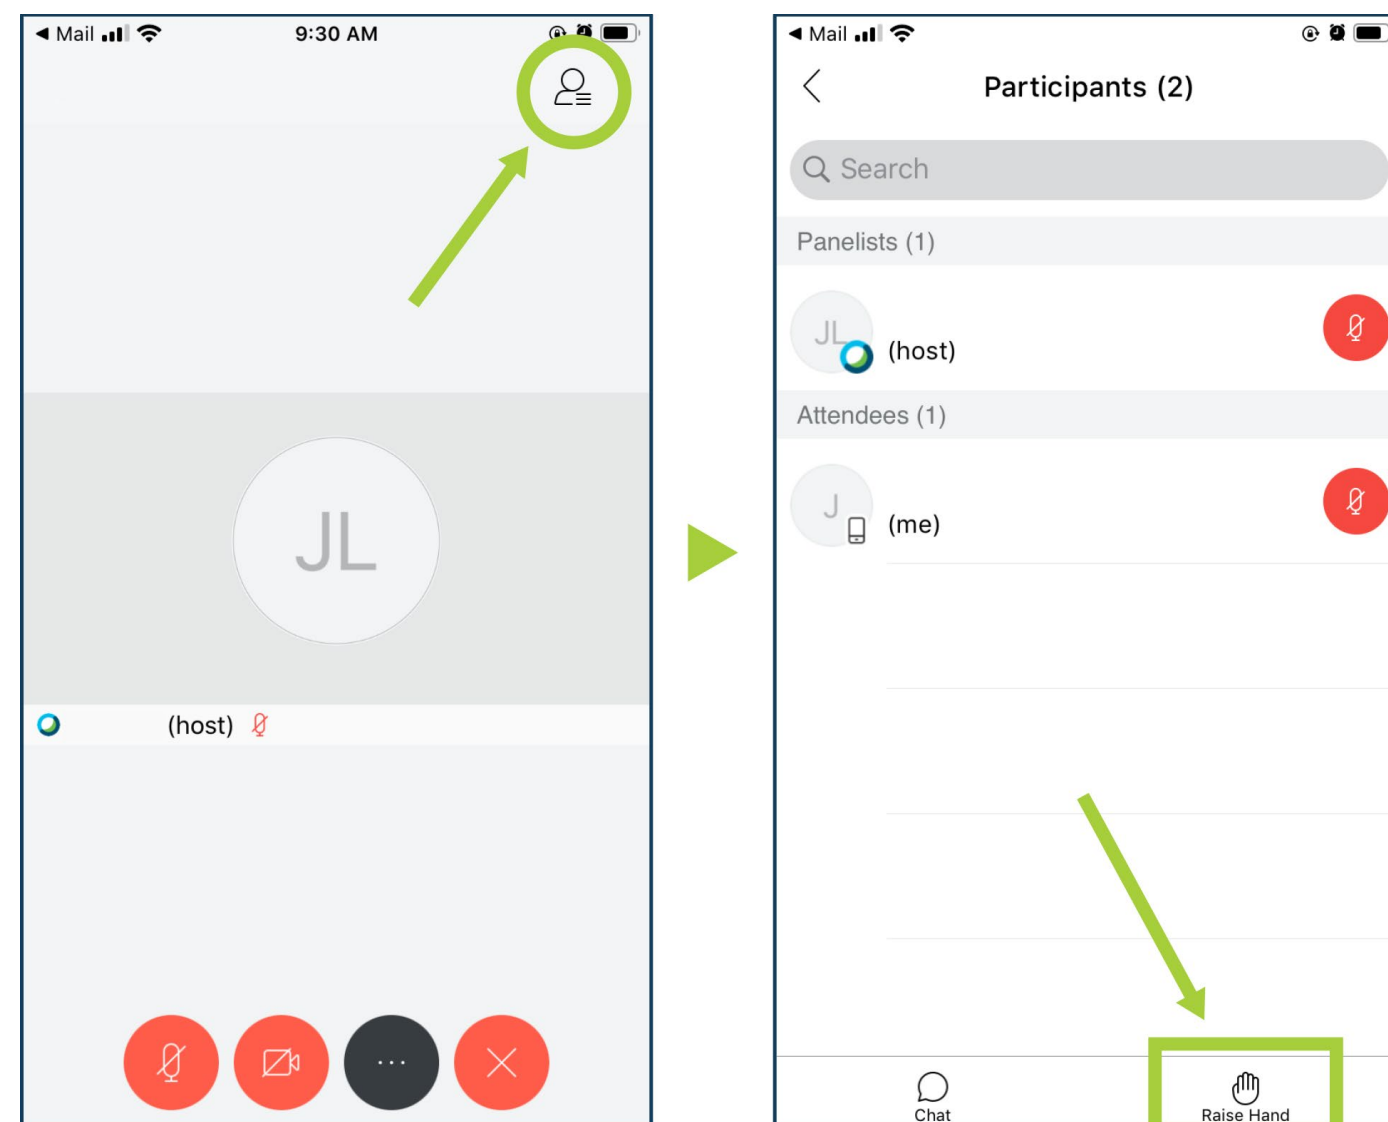 Mail
9:30 AM
JL
(host)
Mail
Participants (2)
Search
Panelists (1)
JL
(host)
Attendees (1)
J
(me)
Chat
Raise Hand